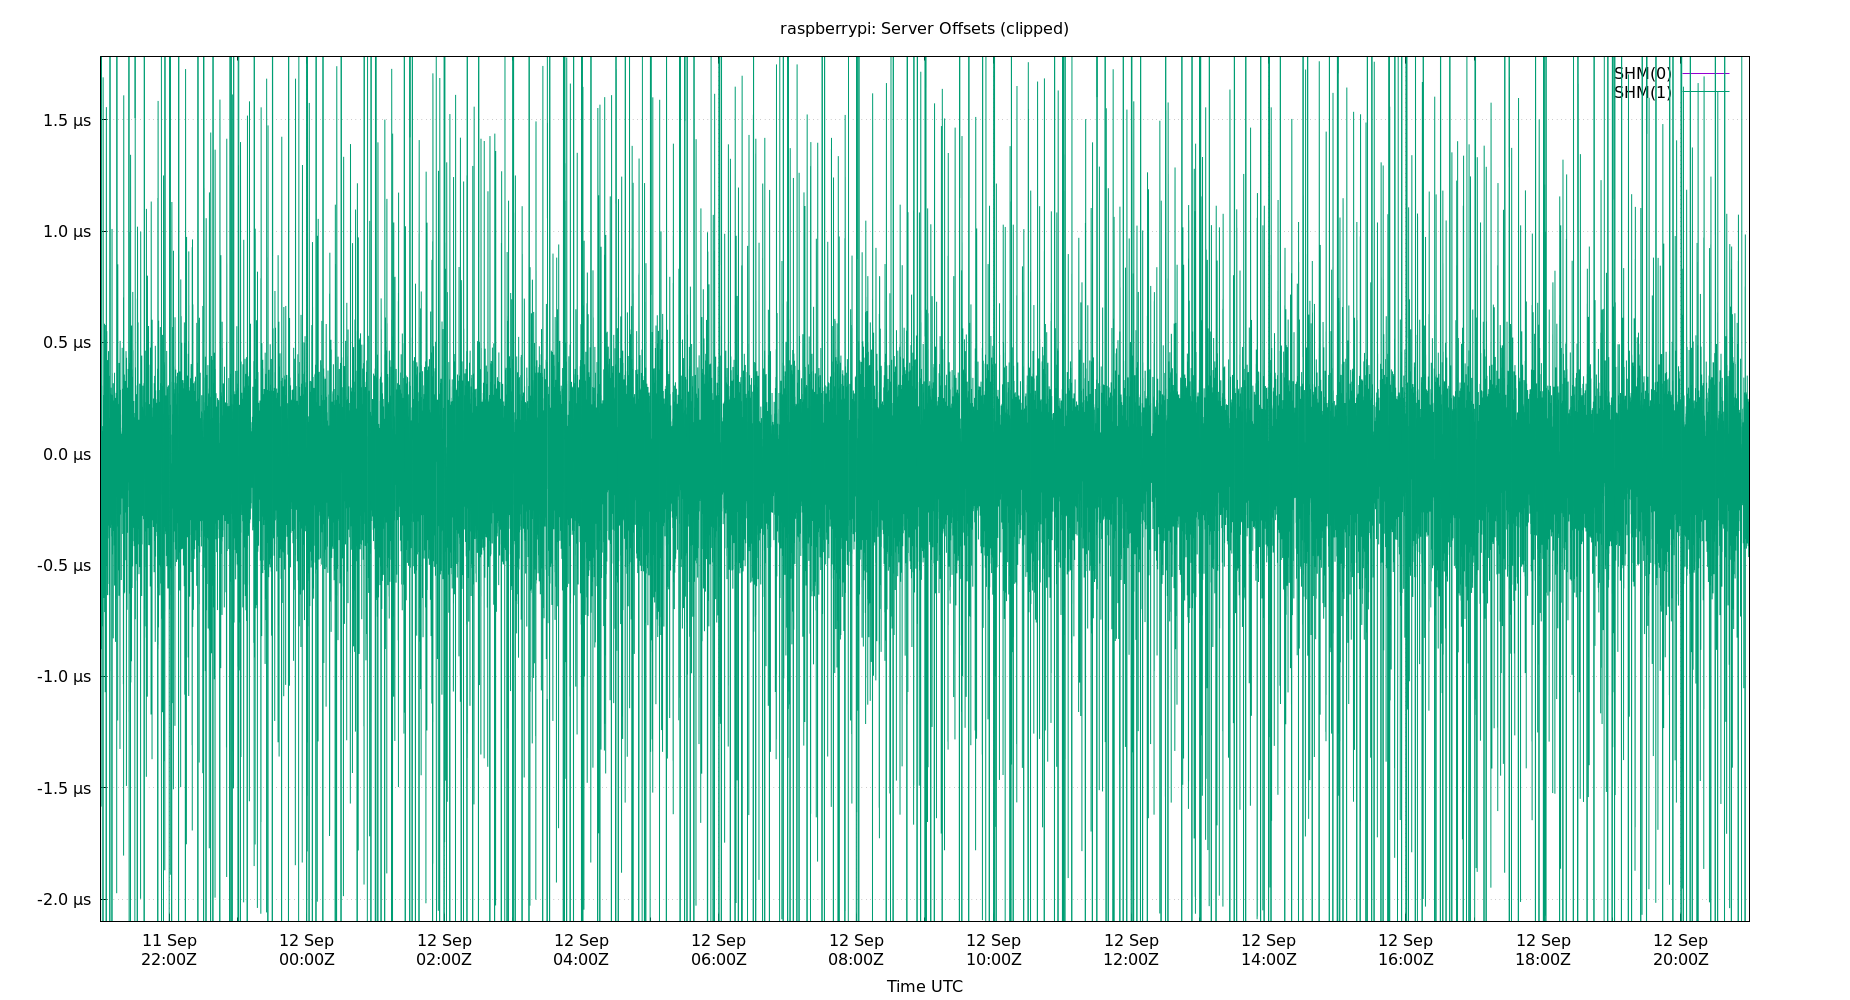 raspberrypi: Server Offsets (clipped)
SHM(0)
SHM(1)
1.5 µs
1.0 µs
0.5 µs
0.0 µs
-0.5 µs
-1.0 µs
-1.5 µs
-2.0 µs
11 Sep 12 Sep 12 Sep 12 Sep 12 Sep 12 Sep 12 Sep 12 Sep 12 Sep 12 Sep 12 Sep 12 Sep
22:00Z 00:00Z 02:00Z 04:00Z 06:00Z 08:00Z 10:00Z 12:00Z 14:00Z 16:00Z 18:00Z 20:00Z
Time UTC